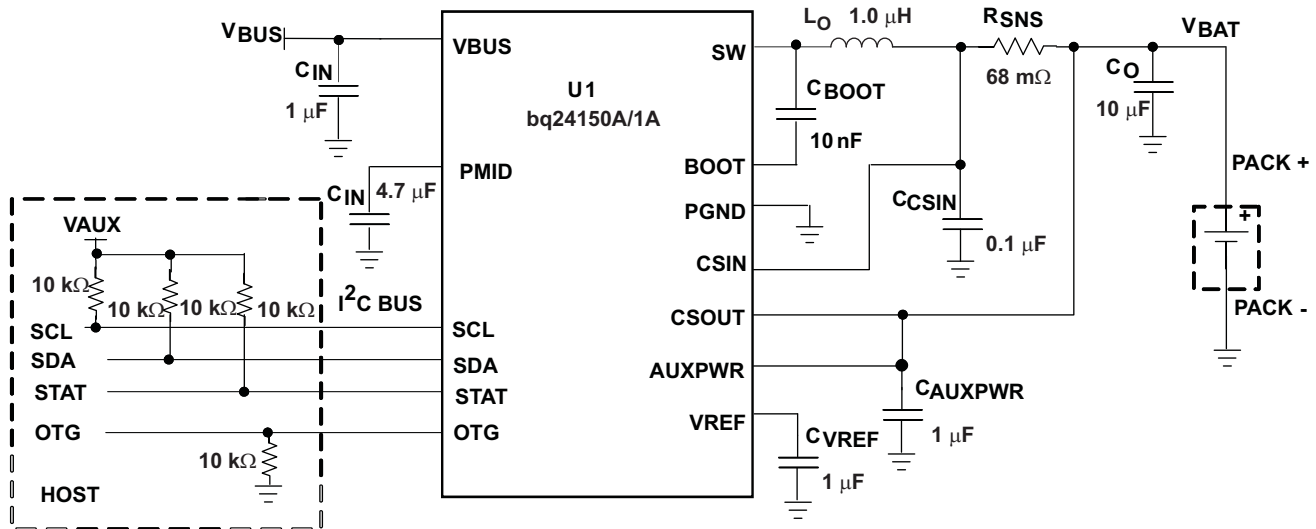 VBUS
CIN
1 μF
VBUS
U1
bq24150A/1A
SW
LO 1.0 μH
RSNS
68 mΩ
VBAT
CO
10 μF
CBOOT
10 nF
BOOT
PMID
CIN
4.7 μF
PGND
CCSIN
0.1 μF
CSIN
PACK +
+
PACK -
VAUX
10 kΩ
10 kΩ
10 kΩ
10 kΩ
I2C BUS
SCL
SCL
SDA
SDA
STAT
STAT
OTG
OTG
10 kΩ
HOST
CSOUT
AUXPWR
CAUXPWR
1 μF
VREF
CVREF
1 μF